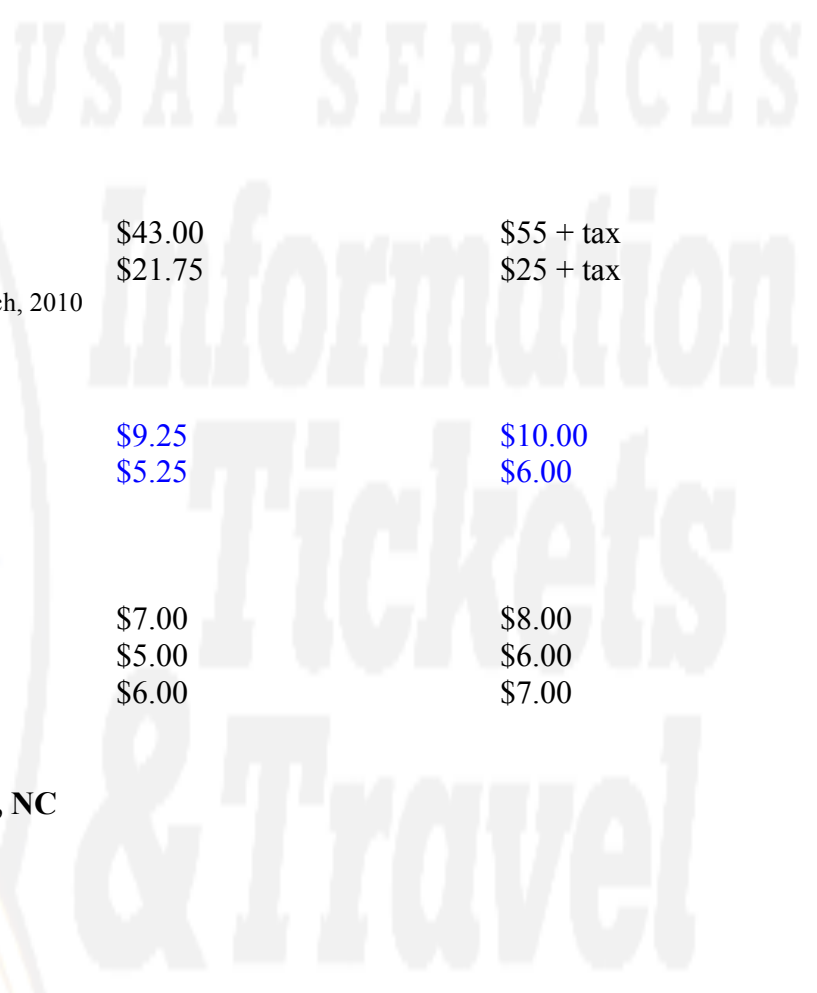 USAF SERVICES
Information
Tickets
& Travel
$43.00 $55 + tax
$21.75 $25 + tax
ch, 2010
$9.25 $10.00
$5.25 $6.00
$7.00 $8.00
$5.00 $6.00
$6.00 $7.00
, NC